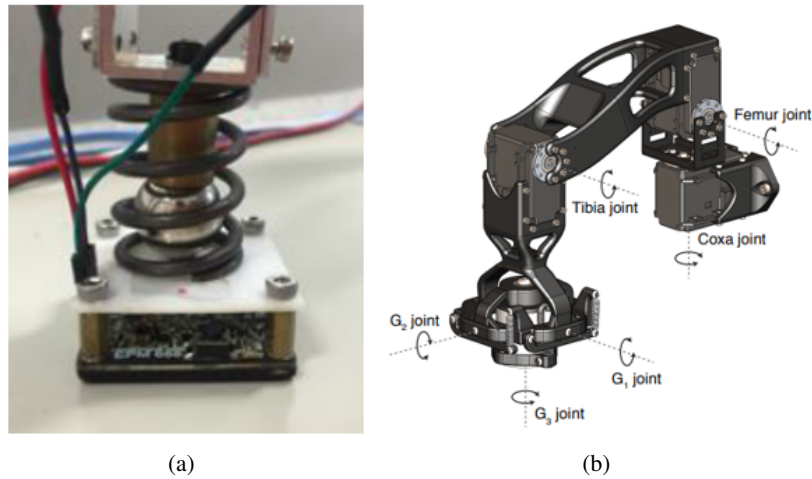 Femur joint
Tibia joint
Coxa joint
G₂ joint
G₁ joint
G₃ joint
(a)
(b)